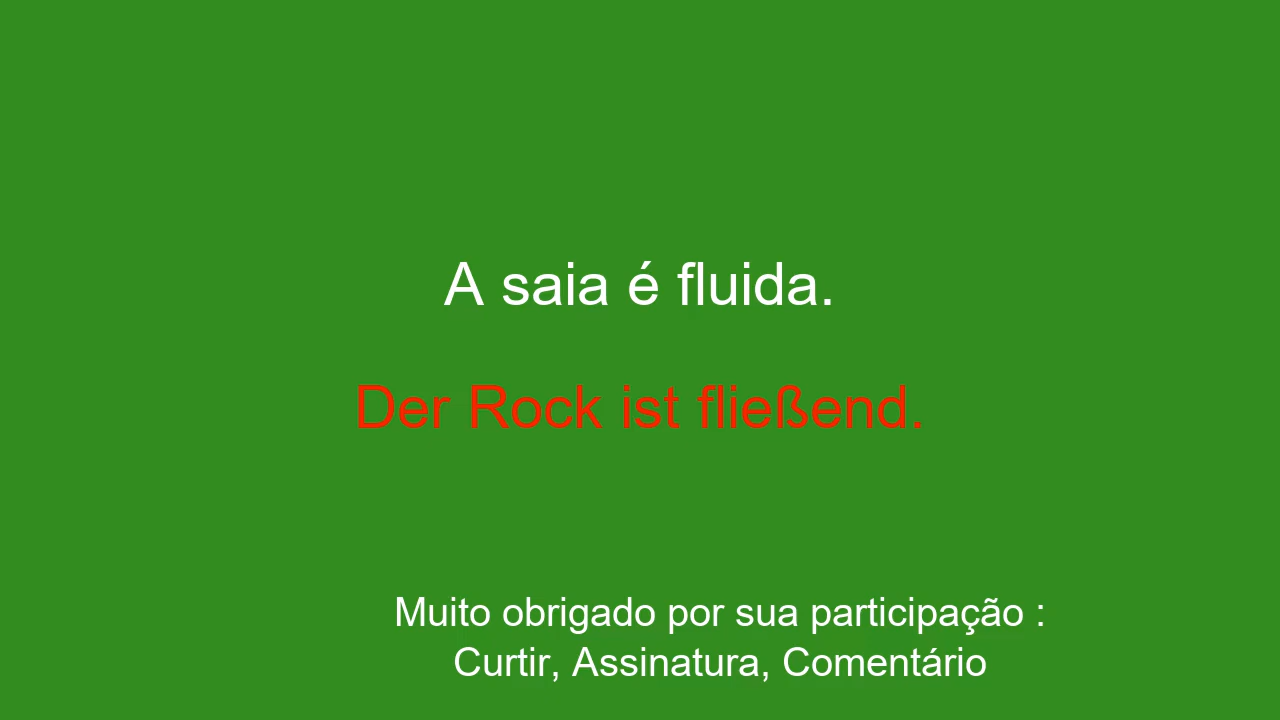 A saia é fluida.
Der Rock ist fließend.
Muito obrigado por sua participação :
Curtir, Assinatura, Comentário